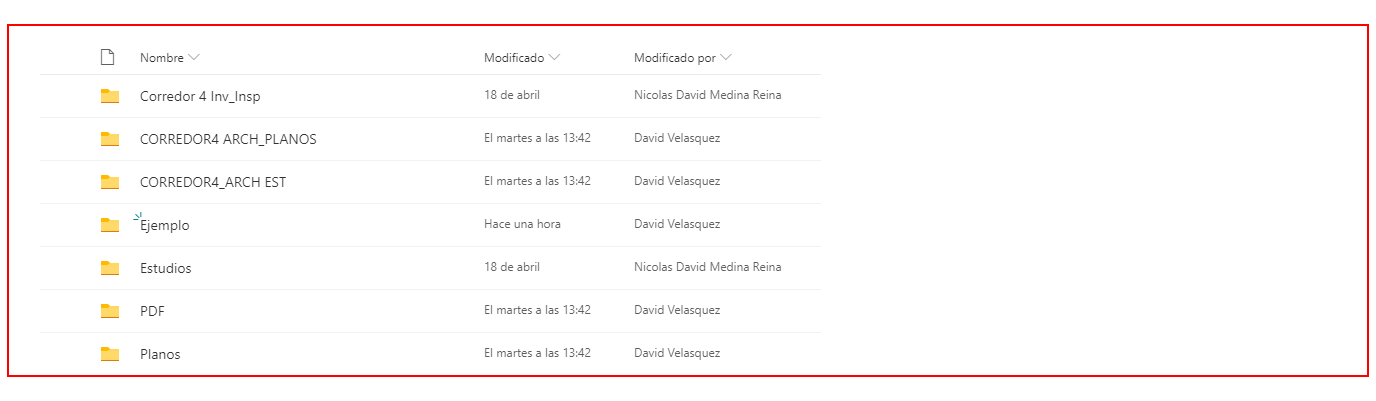 Nombre Modificado Modificado por
Corredor 4 Inv_Insp 18 de abril Nicolas David Medina Reina
CORREDOR4 ARCH_PLANOS El martes a las 13:42 David Velasquez
CORREDOR4_ARCH EST El martes a las 13:42 David Velasquez
Ejemplo Hace una hora David Velasquez
Estudios 18 de abril Nicolas David Medina Reina
PDF El martes a las 13:42 David Velasquez
Planos El martes a las 13:42 David Velasquez